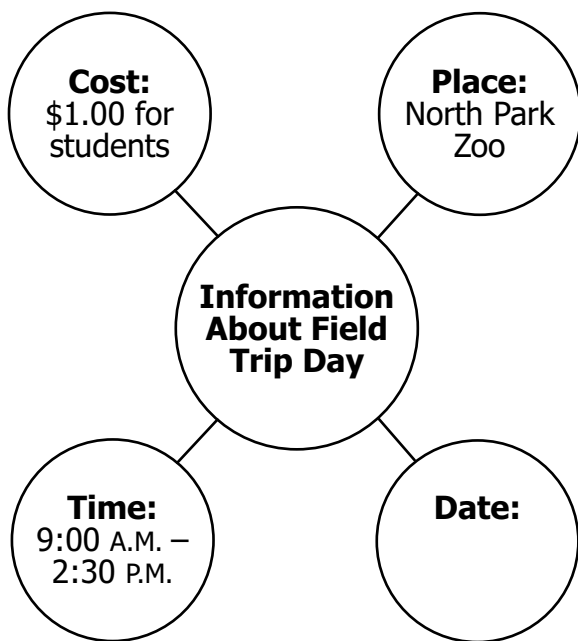 Cost:
$1.00 for
students
Place:
North Park
Zoo
Information
About Field
Trip Day
Time:
9:00 A.M. –
2:30 P.M.
Date: